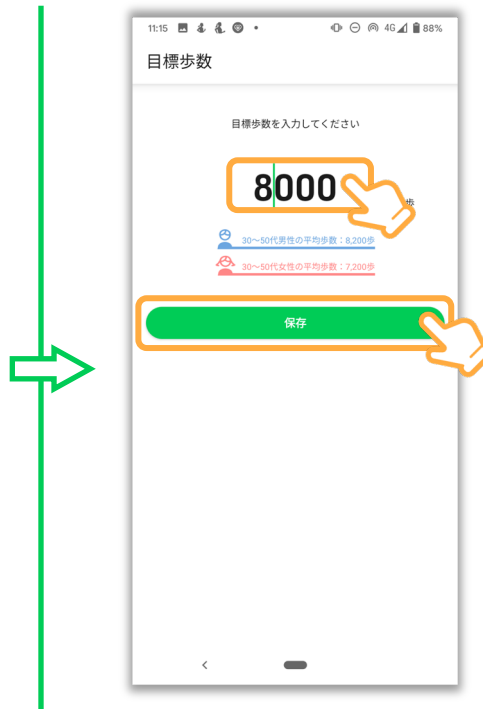 11:15 4G 88%
目標歩数
目標歩数を入力してください
8000 歩
30〜50代男性の平均歩数：8,200歩
30〜50代女性の平均歩数：7,200歩
保存